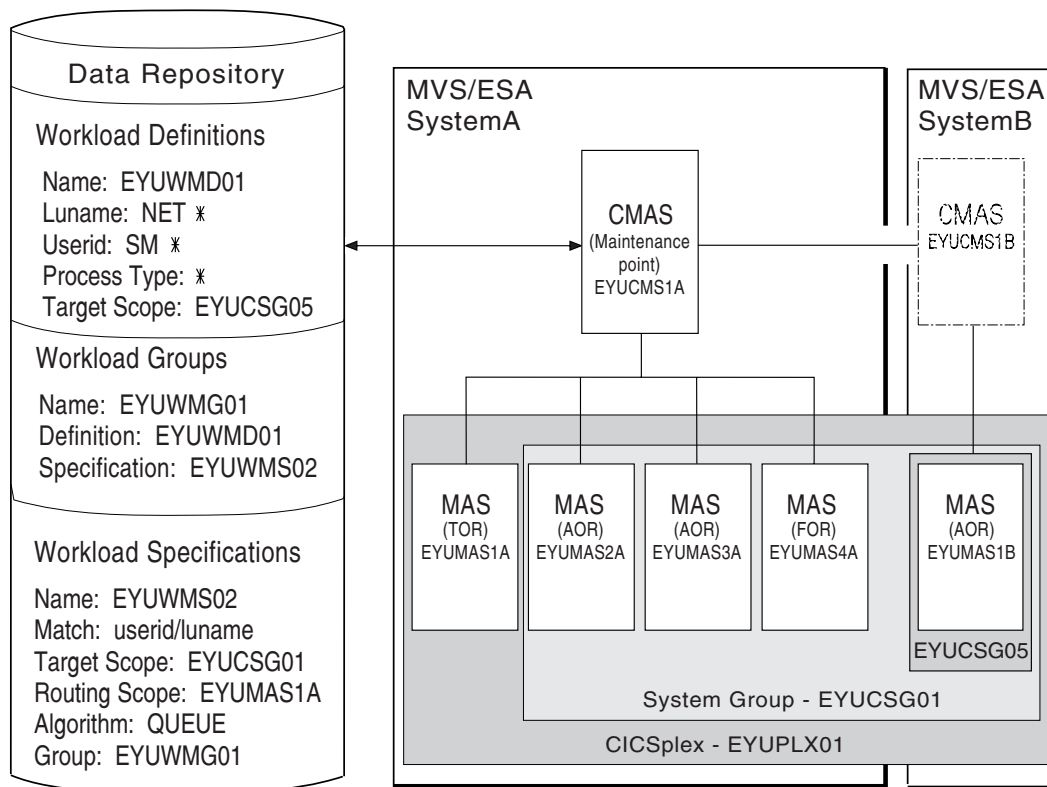 Data Repository
Workload Definitions
Name: EYUWMD01
Luname: NET *
Userid: SM *
Process Type: *
Target Scope: EYUCSG05
Workload Groups
Name: EYUWMG01
Definition: EYUWMD01
Specification: EYUWMS02
Workload Specifications
Name: EYUWMS02
Match: userid/luname
Target Scope: EYUCSG01
Routing Scope: EYUMAS1A
Algorithm: QUEUE
Group: EYUWMG01
MVS/ESA
SystemA
CMAS
(Maintenance
point)
EYUCMS1A
MVS/ESA
SystemB
CMAS
EYUCMS1B
MAS
(TOR)
EYUMAS1A
MAS
(AOR)
EYUMAS2A
MAS
(AOR)
EYUMAS3A
MAS
(FOR)
EYUMAS4A
MAS
(AOR)
EYUMAS1B
EYUCSG05
System Group - EYUCSG01
CICSplex - EYUPLX01